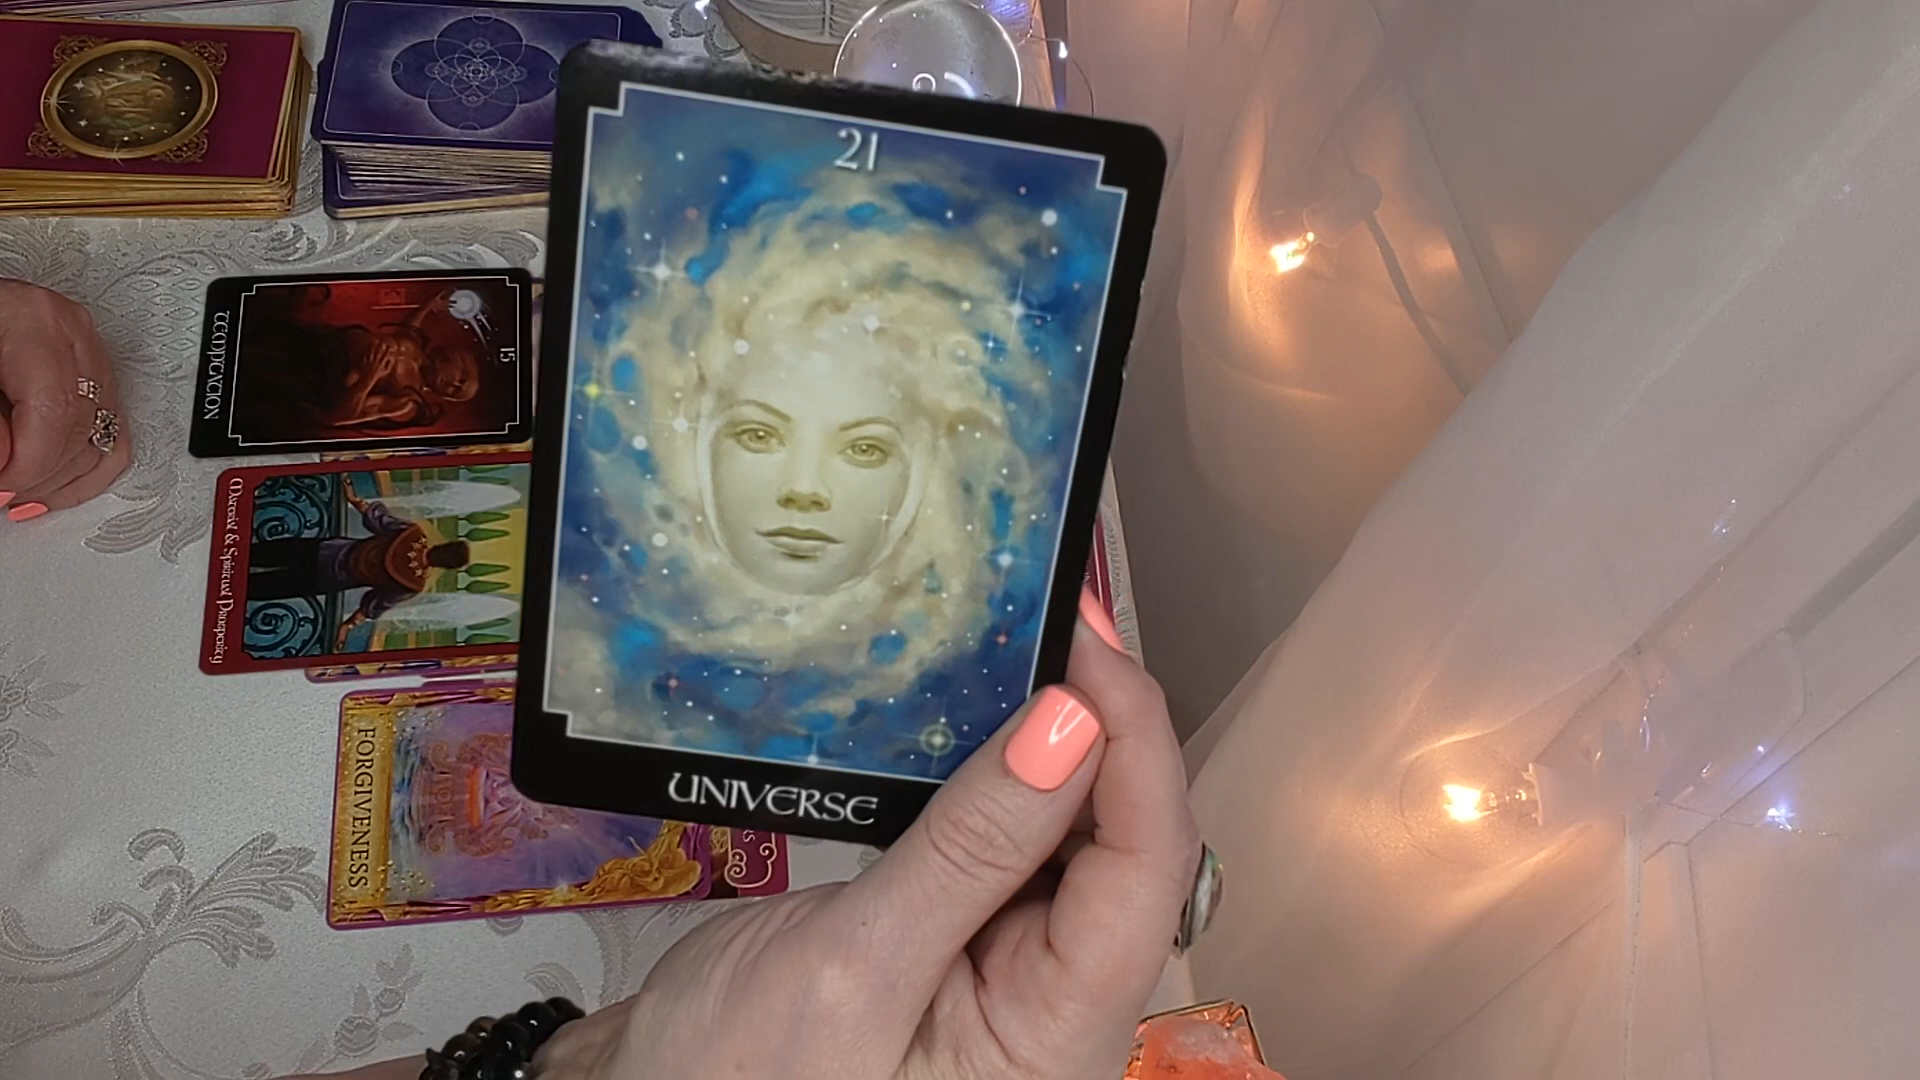 21
UNIVERSE
15
TEMPTATION
Material & Spiritual Prosperity
FORGIVENESS